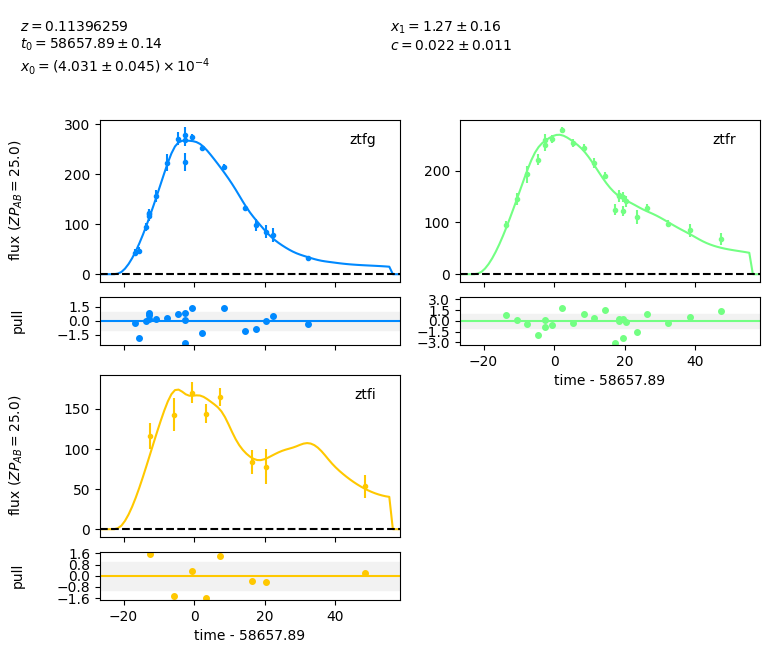 z = 0.11396259
t₀ = 58657.89 ± 0.14
x₀ = (4.031 ± 0.045) × 10⁻⁴
x₁ = 1.27 ± 0.16
c = 0.022 ± 0.011
flux (ZP_AB = 25.0)
300
200
100
0
ztfg
pull
1.5
0.0
−1.5
200
100
0
ztfr
3.0
1.5
0.0
−1.5
−3.0
−20 0 20 40
time - 58657.89
flux (ZP_AB = 25.0)
150
100
50
0
ztfi
pull
1.6
0.8
0.0
−0.8
−1.6
−20 0 20 40
time - 58657.89